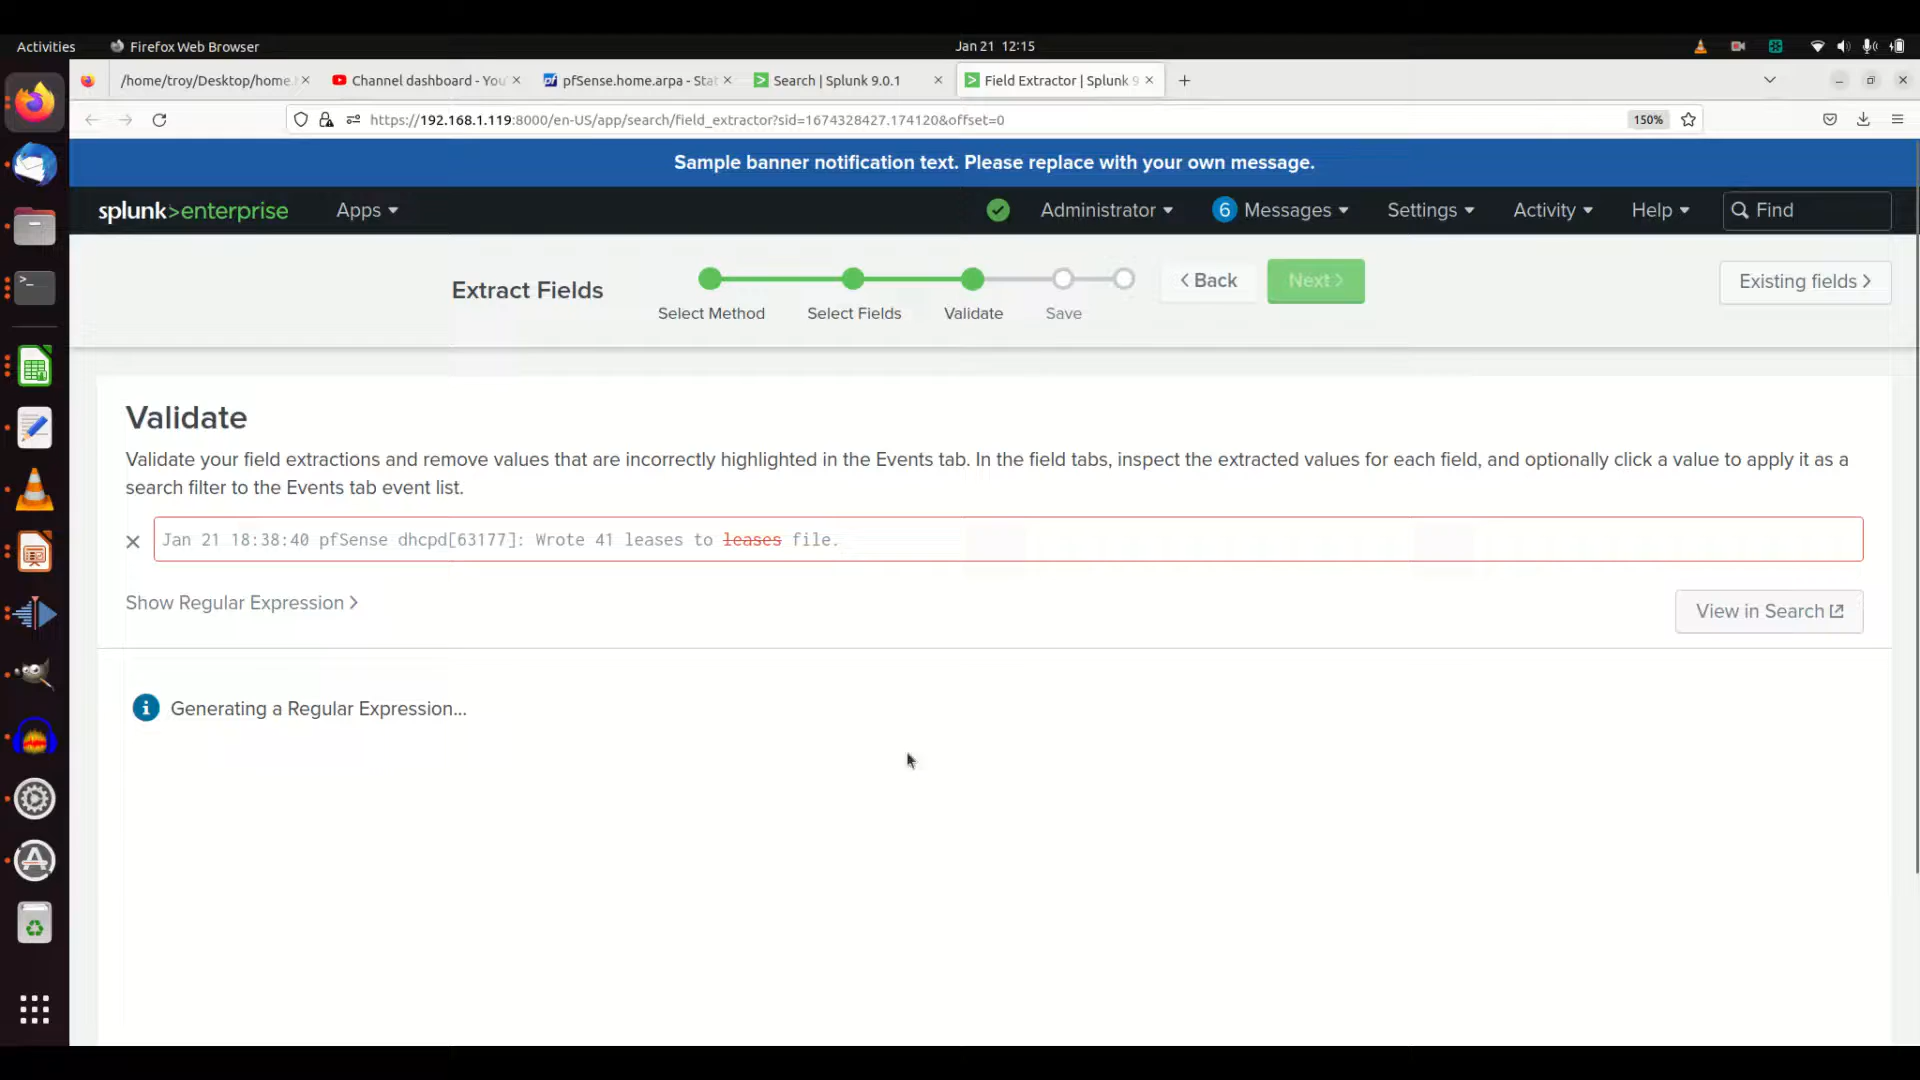 Activities
Firefox Web Browser
Jan 21 12:15
/home/troy/Desktop/home.
Channel dashboard - You
pfSense.home.arpa - Stat
Search | Splunk 9.0.1
Field Extractor | Splunk 9
https://192.168.1.119:8000/en-US/app/search/field_extractor?sid=1674328427.174120&offset=0
150%
Sample banner notification text. Please replace with your own message.
splunk>enterprise
Apps
Administrator
6 Messages
Settings
Activity
Help
Find
Extract Fields
Select Method
Select Fields
Validate
Save
Back
Next
Existing fields
Validate
Validate your field extractions and remove values that are incorrectly highlighted in the Events tab. In the field tabs, inspect the extracted values for each field, and optionally click a value to apply it as a
search filter to the Events tab event list.
Jan 21 18:38:40 pfSense dhcpd[63177]: Wrote 41 leases to leases file.
Show Regular Expression
View in Search
Generating a Regular Expression...